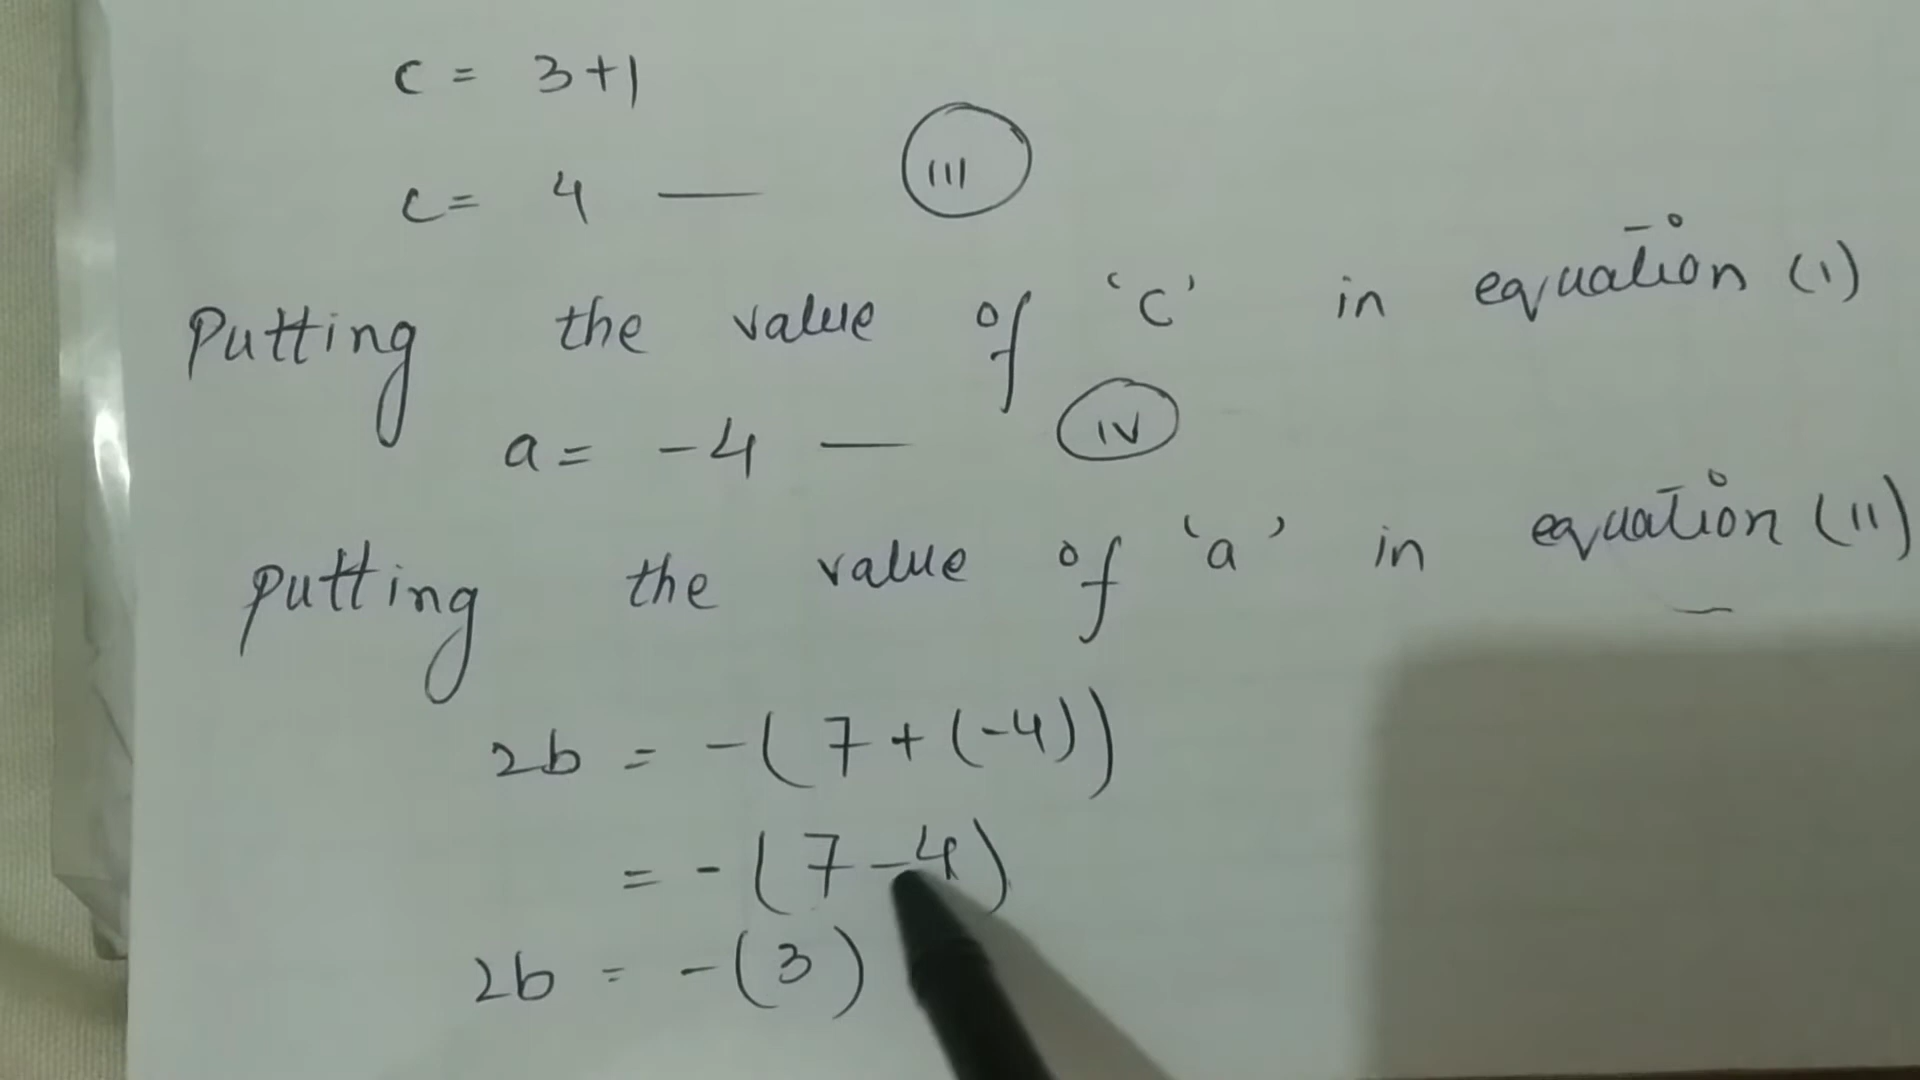 c = 3+1
c = 4 — (III)
Putting the value of 'c' in equation (I)
a = -4 — (IV)
putting the value of 'a' in equation (II)
2b = -(7+(-4))
= -(7-4)
2b = -(3)